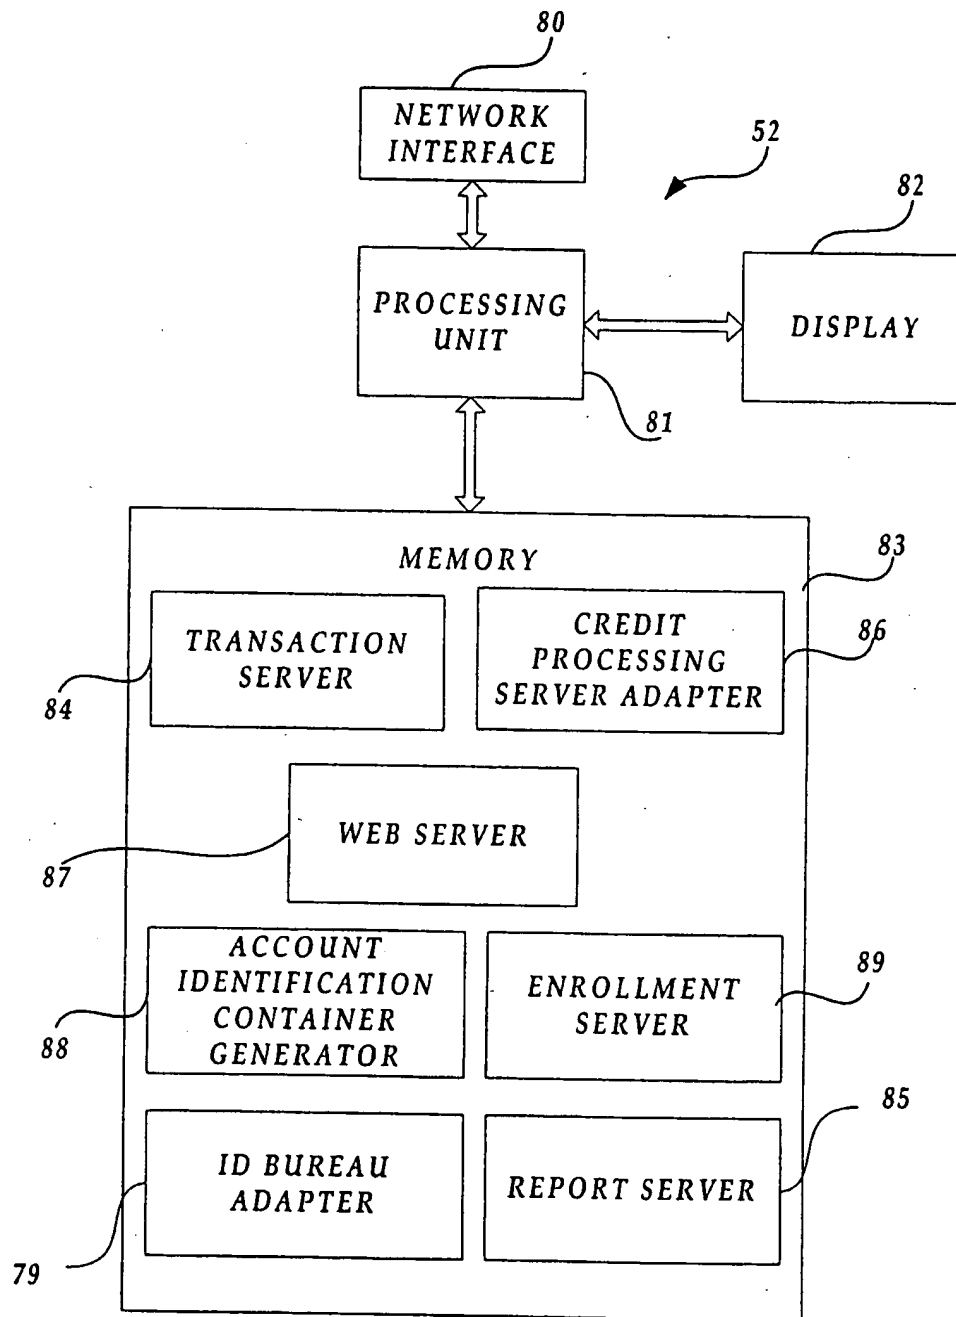 80
NETWORK
INTERFACE
52
82
PROCESSING
UNIT
DISPLAY
81
MEMORY
83
TRANSACTION
SERVER
84
CREDIT
PROCESSING
SERVER ADAPTER
86
WEB SERVER
87
ACCOUNT
IDENTIFICATION
CONTAINER
GENERATOR
88
ENROLLMENT
SERVER
89
ID BUREAU
ADAPTER
79
REPORT SERVER
85